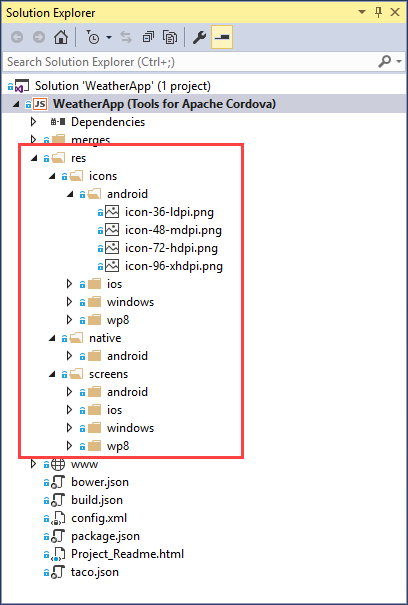 Solution Explorer
Search Solution Explorer (Ctrl+;)
Solution 'WeatherApp' (1 project)
JS WeatherApp (Tools for Apache Cordova)
Dependencies
merges
res
icons
android
icon-36-ldpi.png
icon-48-mdpi.png
icon-72-hdpi.png
icon-96-xhdpi.png
ios
windows
wp8
native
android
screens
android
ios
windows
wp8
www
bower.json
build.json
config.xml
package.json
Project_Readme.html
taco.json